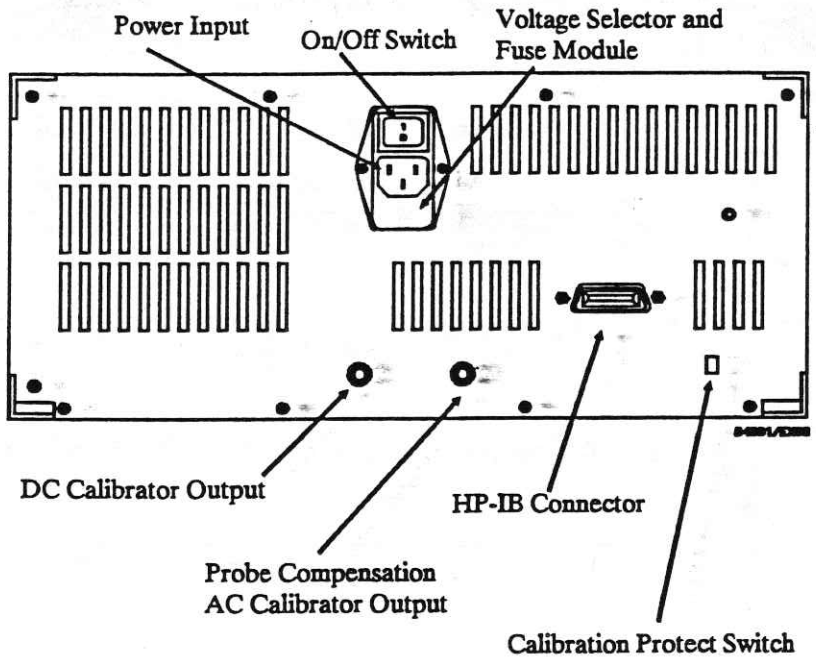 Power Input
On/Off Switch
Voltage Selector and
Fuse Module
DC Calibrator Output
HP-IB Connector
Probe Compensation
AC Calibrator Output
Calibration Protect Switch